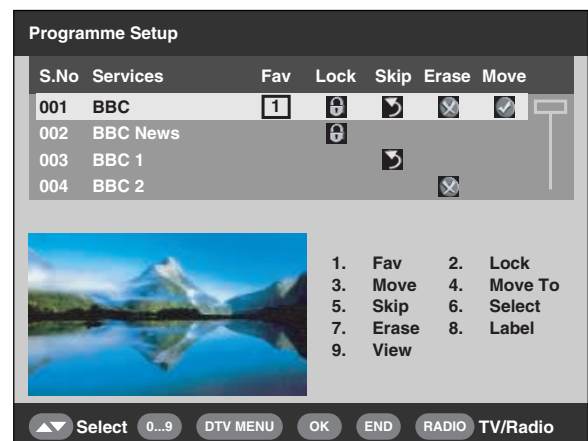 Programme Setup
S.No Services Fav Lock Skip Erase Move
001 BBC 1
002 BBC News
003 BBC 1
004 BBC 2
1. Fav 2. Lock
3. Move 4. Move To
5. Skip 6. Select
7. Erase 8. Label
9. View
Select 0...9 DTV MENU OK END RADIO TV/Radio